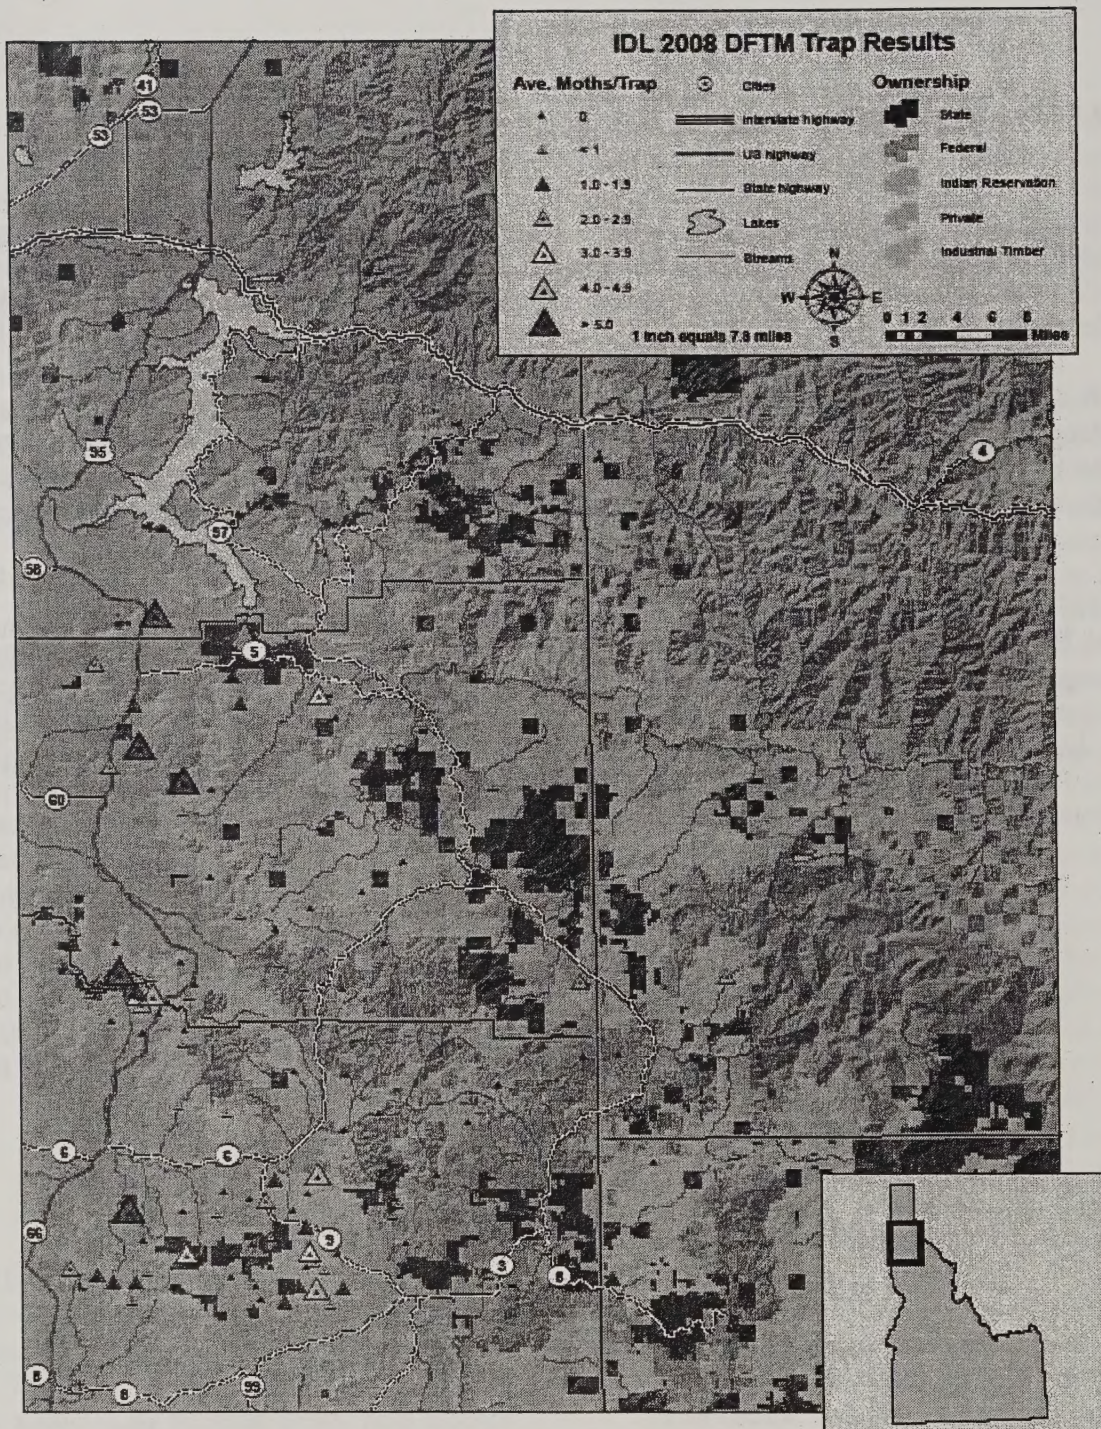 IDL 2008 DFTM Trap Results
Ave. Moths/Trap
0
< 1
1.0 - 1.9
2.0 - 2.9
3.0 - 3.9
4.0 - 4.9
> 5.0
Cities
Interstate highway
US highway
State highway
Lakes
Streams
1 inch equals 7.8 miles
Ownership
State
Federal
Indian Reservation
Private
Industrial Timber
N
W E
S
0 1 2 4 6 8
Miles
41
53
53
95
4
97
58
5
60
6
6
9
3
8
8
8
99